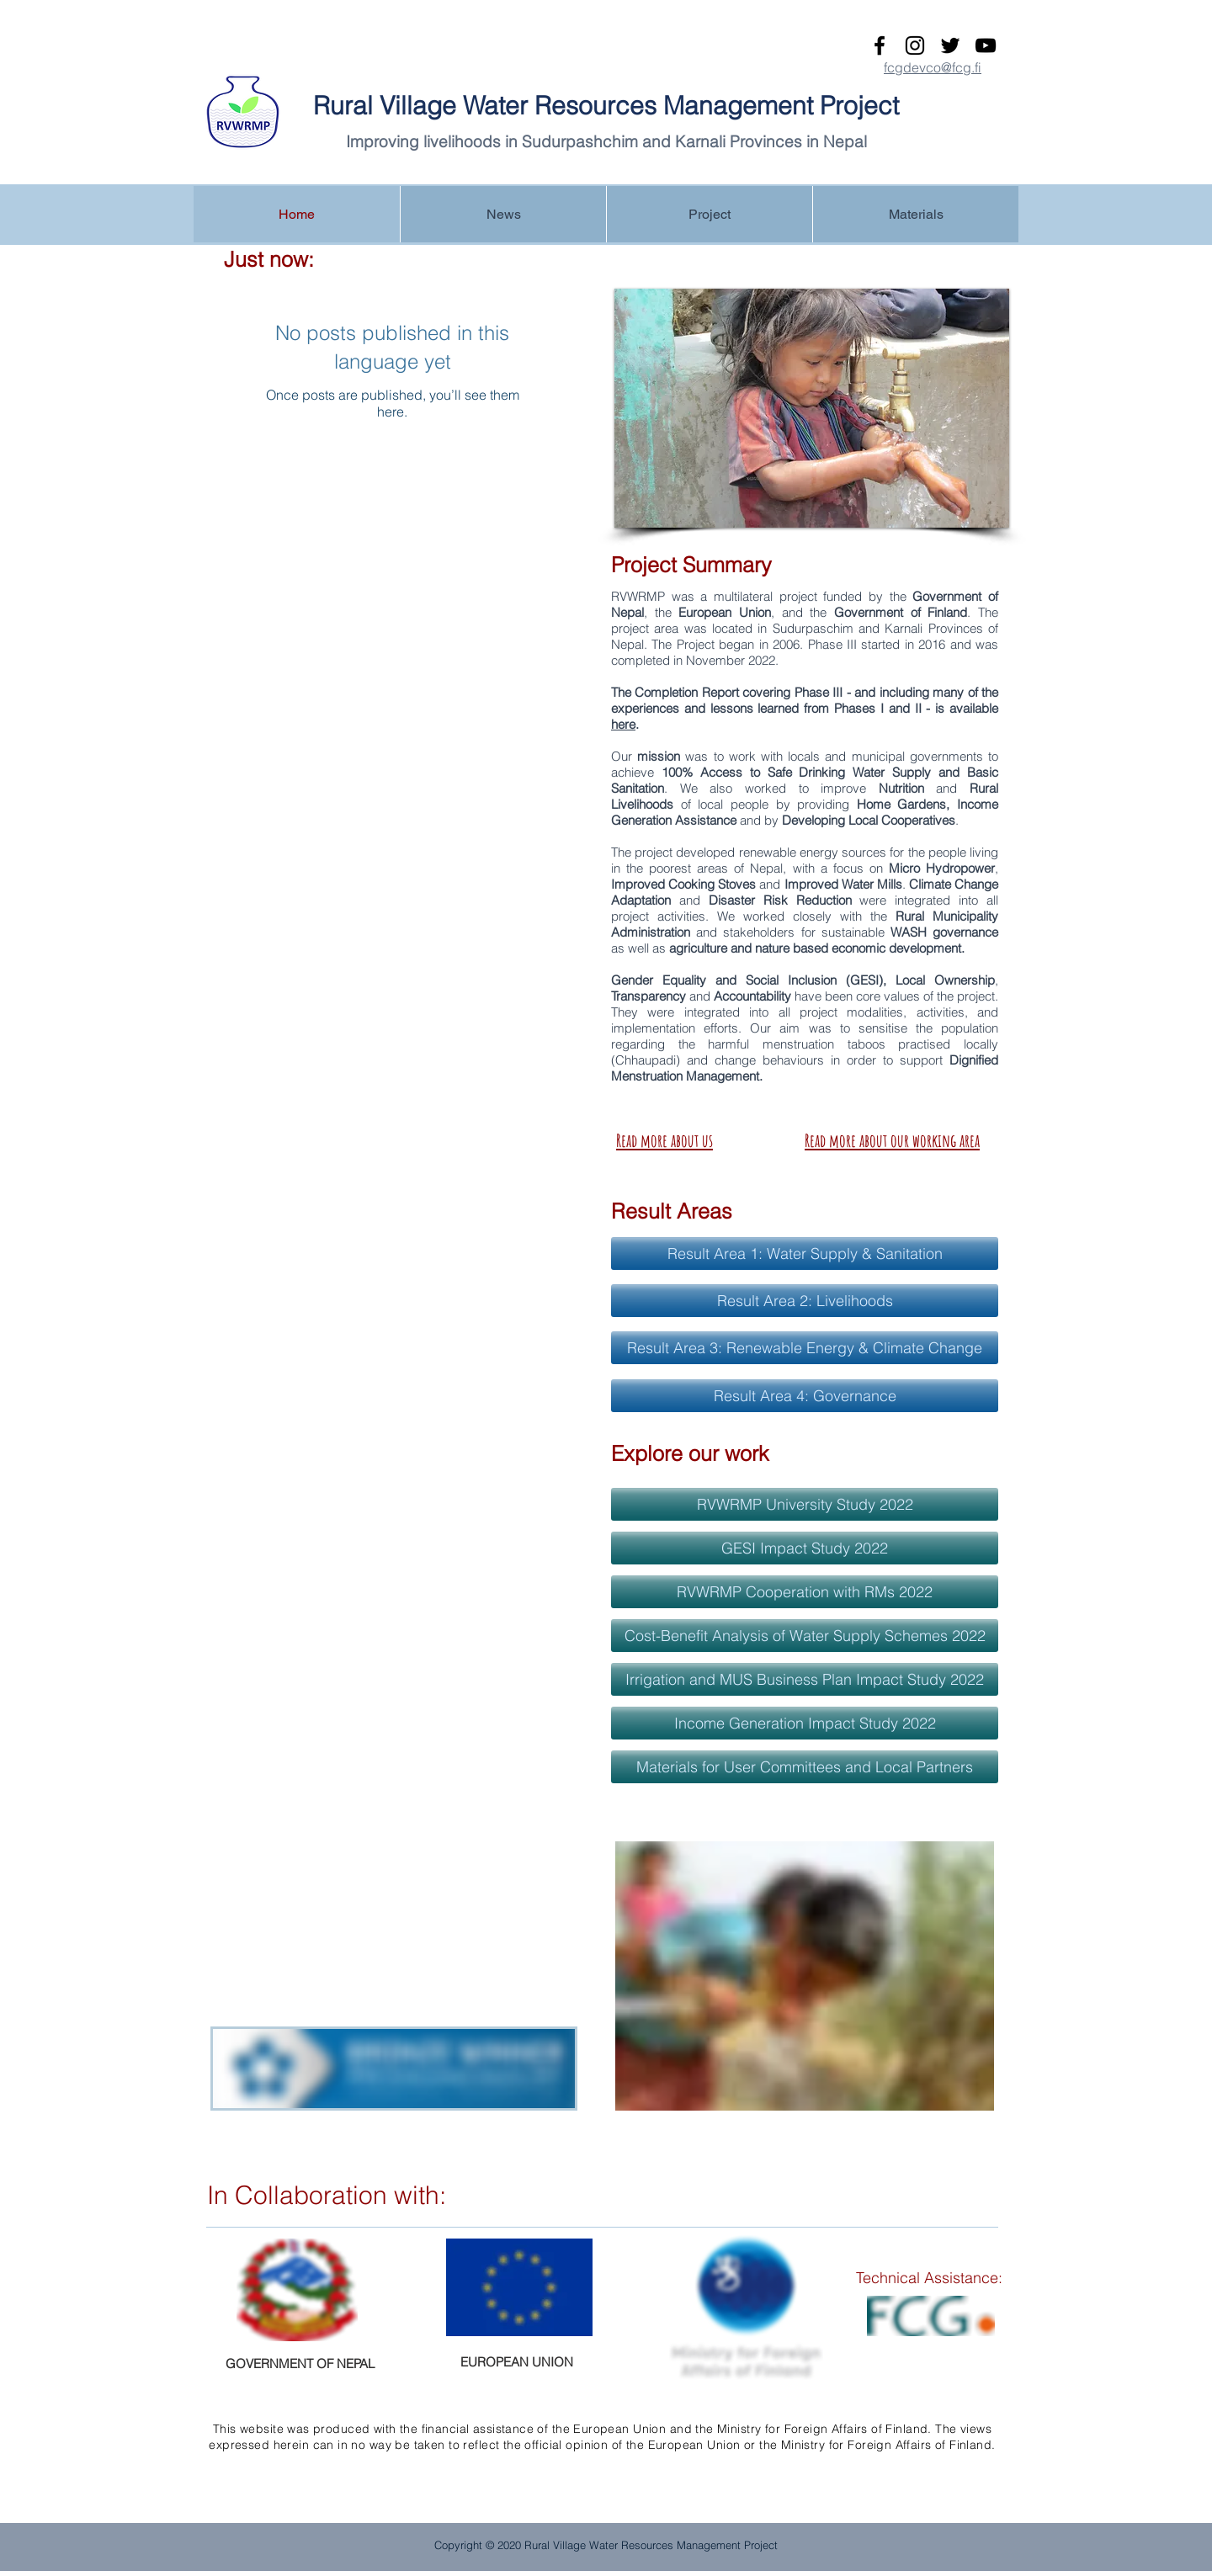 fcgdevco@fcg.fi
RVWRMP
Rural Village Water Resources Management Project
Improving livelihoods in Sudurpashchim and Karnali Provinces in Nepal
Home
News
Project
Materials
Just now:
No posts published in this
language yet
Once posts are published, you'll see them
here.
Project Summary
RVWRMP was a multilateral project funded by the Government of
Nepal, the European Union, and the Government of Finland. The
project area was located in Sudurpaschim and Karnali Provinces of
Nepal. The Project began in 2006. Phase III started in 2016 and was
completed in November 2022.
The Completion Report covering Phase III - and including many of the
experiences and lessons learned from Phases I and II - is available
here.
Our mission was to work with locals and municipal governments to
achieve 100% Access to Safe Drinking Water Supply and Basic
Sanitation. We also worked to improve Nutrition and Rural
Livelihoods of local people by providing Home Gardens, Income
Generation Assistance and by Developing Local Cooperatives.
The project developed renewable energy sources for the people living
in the poorest areas of Nepal, with a focus on Micro Hydropower,
Improved Cooking Stoves and Improved Water Mills. Climate Change
Adaptation and Disaster Risk Reduction were integrated into all
project activities. We worked closely with the Rural Municipality
Administration and stakeholders for sustainable WASH governance
as well as agriculture and nature based economic development.
Gender Equality and Social Inclusion (GESI), Local Ownership,
Transparency and Accountability have been core values of the project.
They were integrated into all project modalities, activities, and
implementation efforts. Our aim was to sensitise the population
regarding the harmful menstruation taboos practised locally
(Chhaupadi) and change behaviours in order to support Dignified
Menstruation Management.
Read more about us
Read more about our working area
Result Areas
Result Area 1: Water Supply & Sanitation
Result Area 2: Livelihoods
Result Area 3: Renewable Energy & Climate Change
Result Area 4: Governance
Explore our work
RVWRMP University Study 2022
GESI Impact Study 2022
RVWRMP Cooperation with RMs 2022
Cost-Benefit Analysis of Water Supply Schemes 2022
Irrigation and MUS Business Plan Impact Study 2022
Income Generation Impact Study 2022
Materials for User Committees and Local Partners
In Collaboration with:
GOVERNMENT OF NEPAL
EUROPEAN UNION
Ministry for Foreign
Affairs of Finland
Technical Assistance:
FCG
This website was produced with the financial assistance of the European Union and the Ministry for Foreign Affairs of Finland. The views
expressed herein can in no way be taken to reflect the official opinion of the European Union or the Ministry for Foreign Affairs of Finland.
Copyright © 2020 Rural Village Water Resources Management Project